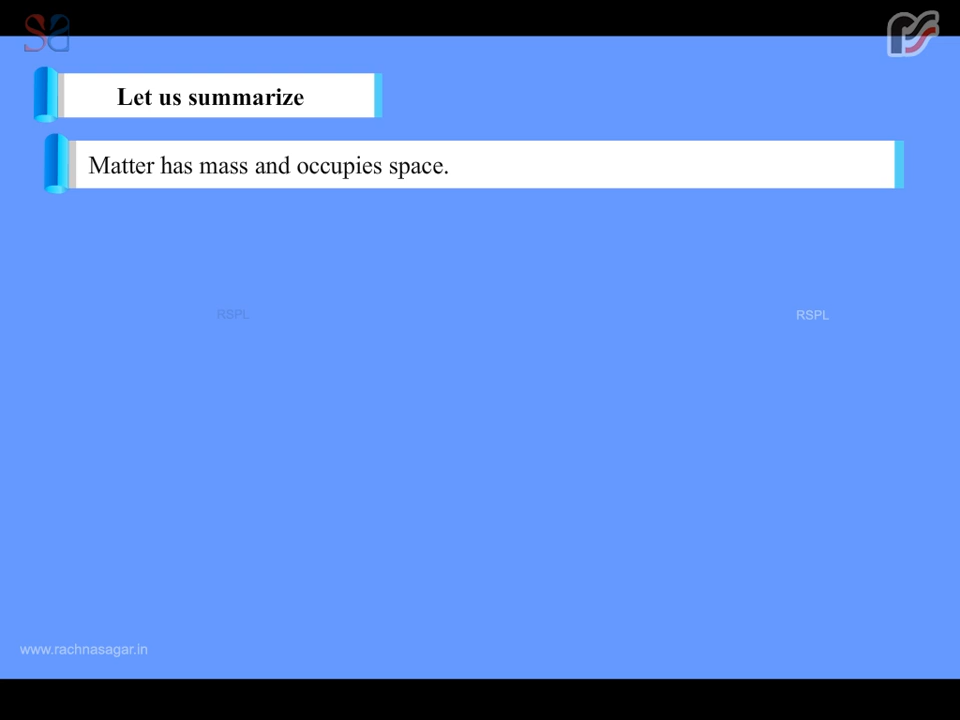 Let us summarize
Matter has mass and occupies space.
RSPL RSPL
www.rachnasagar.in